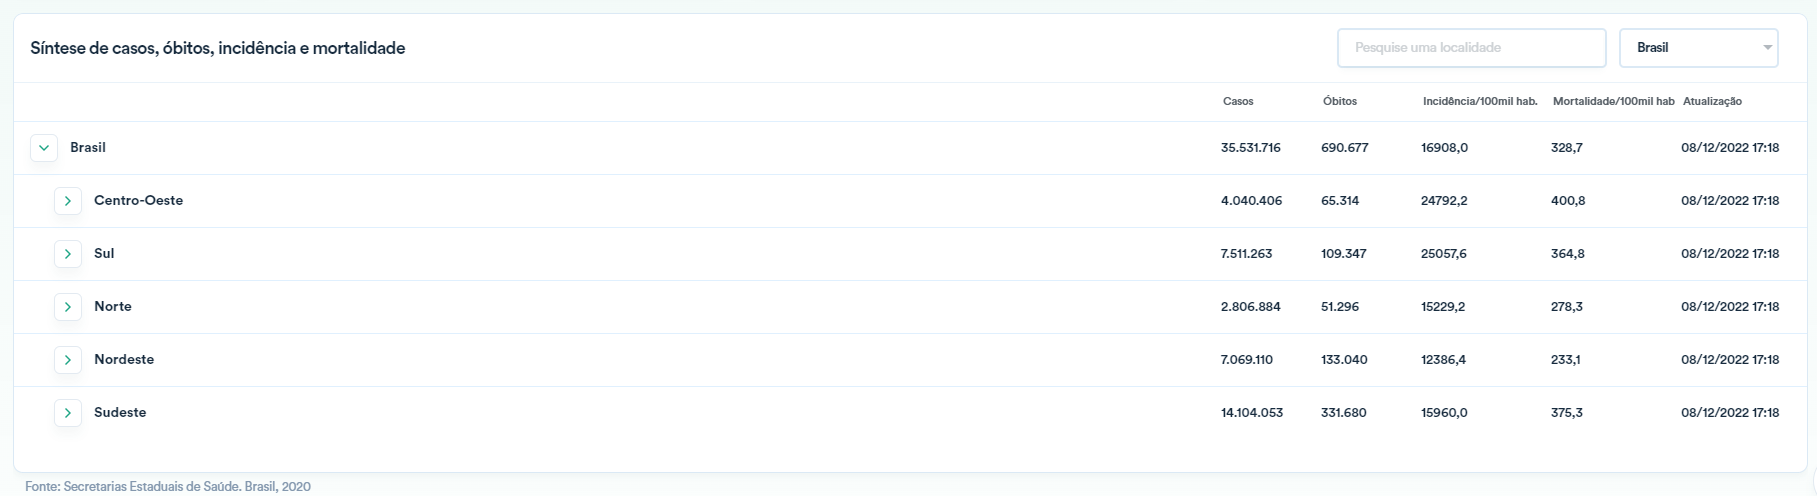 Síntese de casos, óbitos, incidência e mortalidade Pesquise uma localidade Brasil
Casos Óbitos Incidência/100mil hab. Mortalidade/100mil hab Atualização
Brasil 35.531.716 690.677 16908,0 328,7 08/12/2022 17:18
Centro-Oeste 4.040.406 65.314 24792,2 400,8 08/12/2022 17:18
Sul 7.511.263 109.347 25057,6 364,8 08/12/2022 17:18
Norte 2.806.884 51.296 15229,2 278,3 08/12/2022 17:18
Nordeste 7.069.110 133.040 12386,4 233,1 08/12/2022 17:18
Sudeste 14.104.053 331.680 15960,0 375,3 08/12/2022 17:18
Fonte: Secretarias Estaduais de Saúde. Brasil, 2020